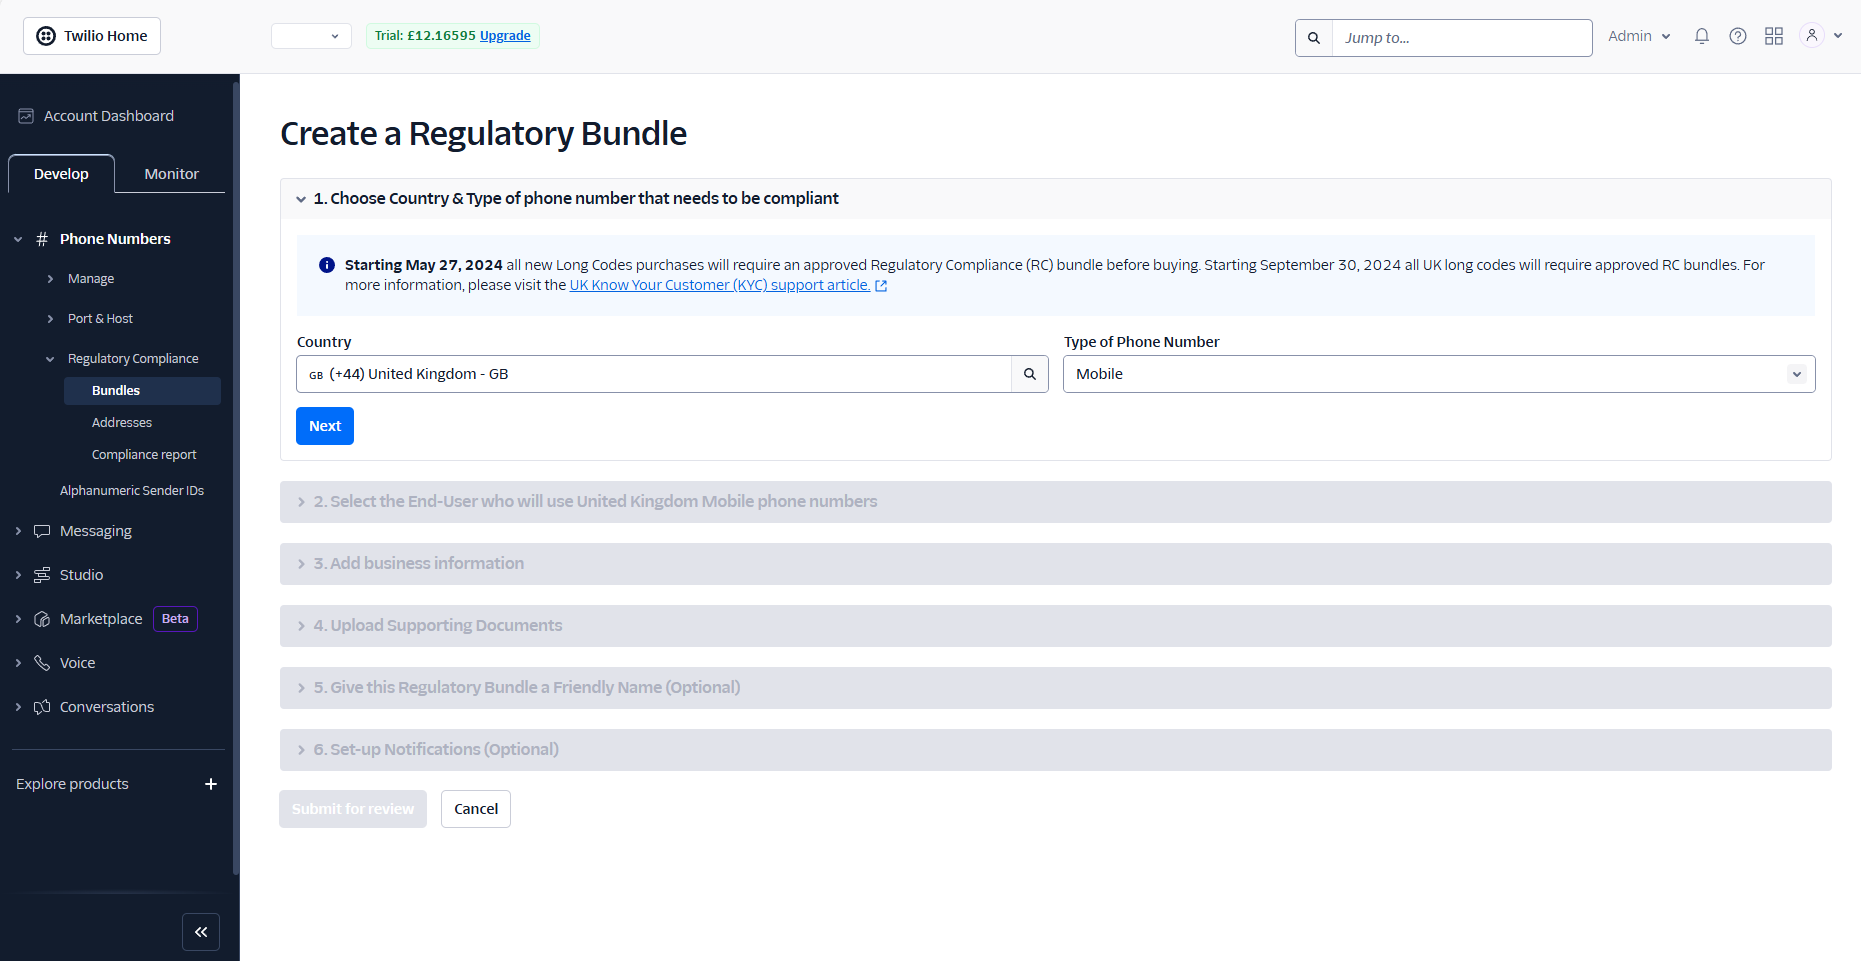 Twilio Home
Trial: £12.16595 Upgrade
Jump to...
Admin
Account Dashboard
Develop
Monitor
# Phone Numbers
Manage
Port & Host
Regulatory Compliance
Bundles
Addresses
Compliance report
Alphanumeric Sender IDs
Messaging
Studio
Marketplace Beta
Voice
Conversations
Explore products +
Create a Regulatory Bundle
1. Choose Country & Type of phone number that needs to be compliant
Starting May 27, 2024 all new Long Codes purchases will require an approved Regulatory Compliance (RC) bundle before buying. Starting September 30, 2024 all UK long codes will require approved RC bundles. For
more information, please visit the UK Know Your Customer (KYC) support article.
Country
GB (+44) United Kingdom - GB
Type of Phone Number
Mobile
Next
2. Select the End-User who will use United Kingdom Mobile phone numbers
3. Add business information
4. Upload Supporting Documents
5. Give this Regulatory Bundle a Friendly Name (Optional)
6. Set-up Notifications (Optional)
Submit for review
Cancel